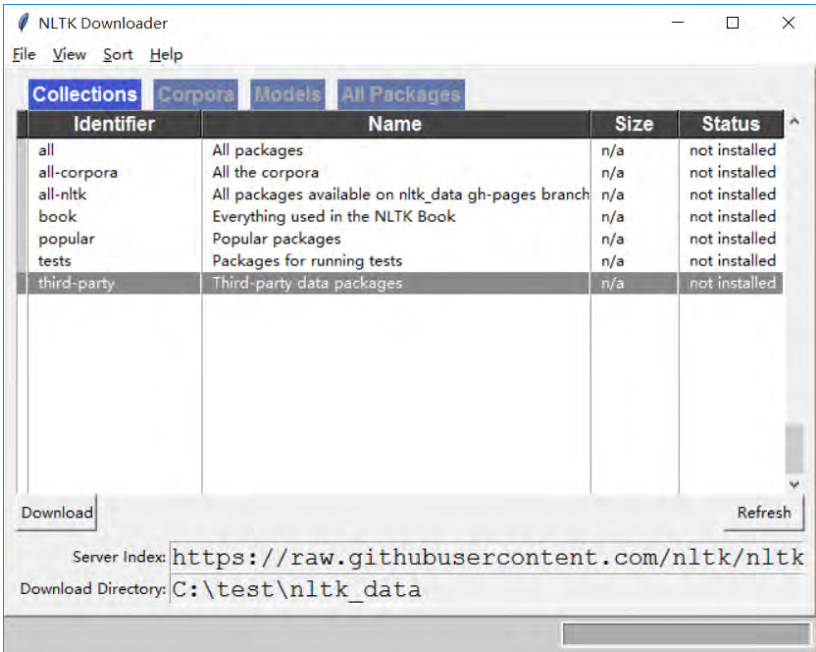 NLTK Downloader
File View Sort Help
Collections Corpora Models All Packages
Identifier Name Size Status
all All packages n/a not installed
all-corpora All the corpora n/a not installed
all-nltk All packages available on nltk_data gh-pages branch n/a not installed
book Everything used in the NLTK Book n/a not installed
popular Popular packages n/a not installed
tests Packages for running tests n/a not installed
third-party Third-party data packages n/a not installed
Download Refresh
Server Index: https://raw.githubusercontent.com/nltk/nltk
Download Directory: C:\test\nltk_data